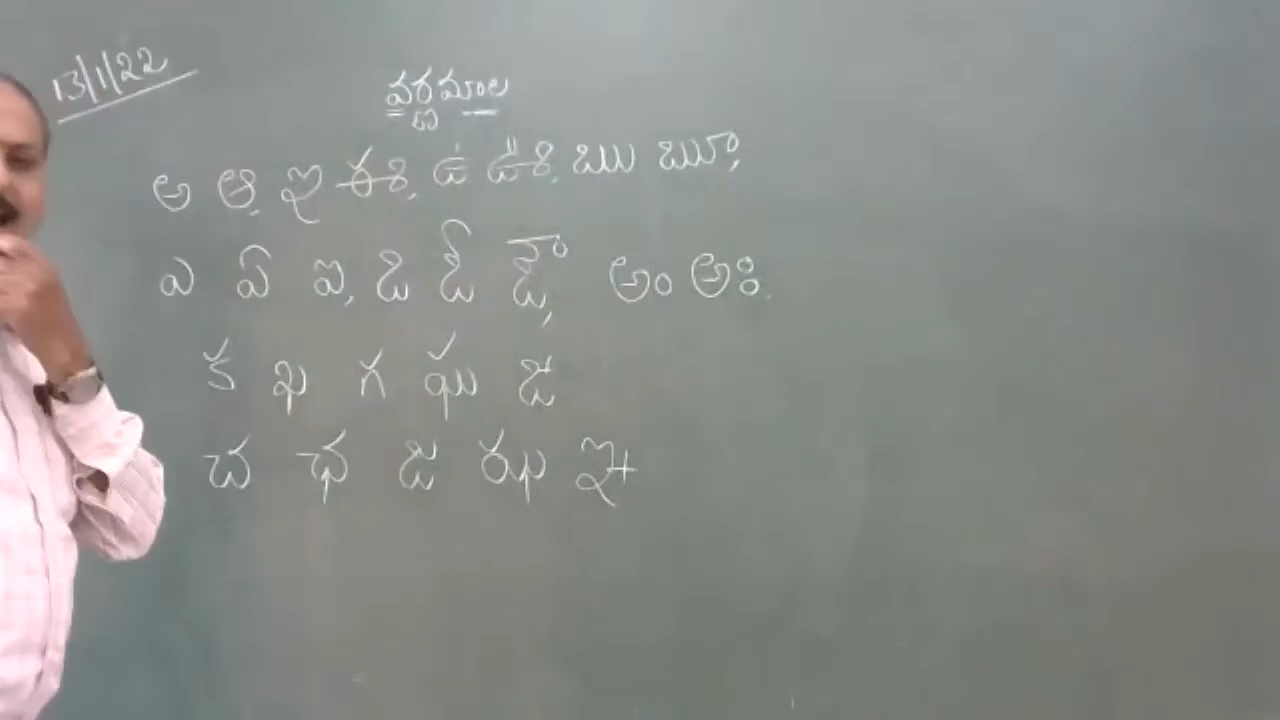 13/1/22
వర్ణమాల
అ ఆ, ఇ ఈ, ఉ ఊ, ఋ ౠ,
ఎ ఏ ఐ, ఒ ఓ ఔ, అం అః.
క ఖ గ ఘ ఙ
చ ఛ జ ఝ ఞ